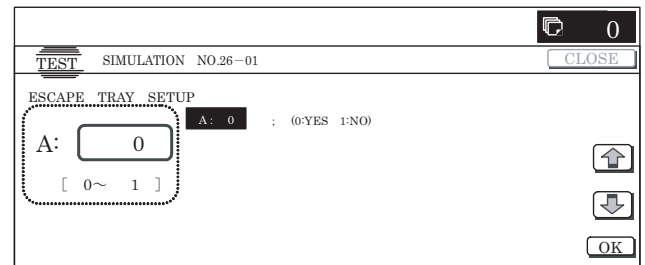 0
TEST SIMULATION NO.26-01 CLOSE
ESCAPE TRAY SETUP
A: 0 ; (0:YES 1:NO)
A: 0
[ 0~ 1 ]
OK